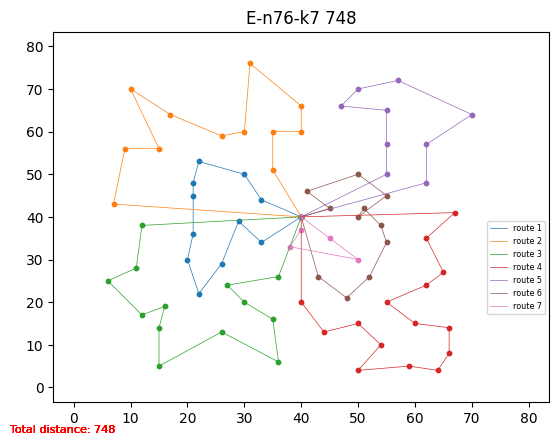 E-n76-k7 748
80
70
60
50
40
30
20
10
0
0 10 20 30 40 50 60 70 80
route 1
route 2
route 3
route 4
route 5
route 6
route 7
Total distance: 748